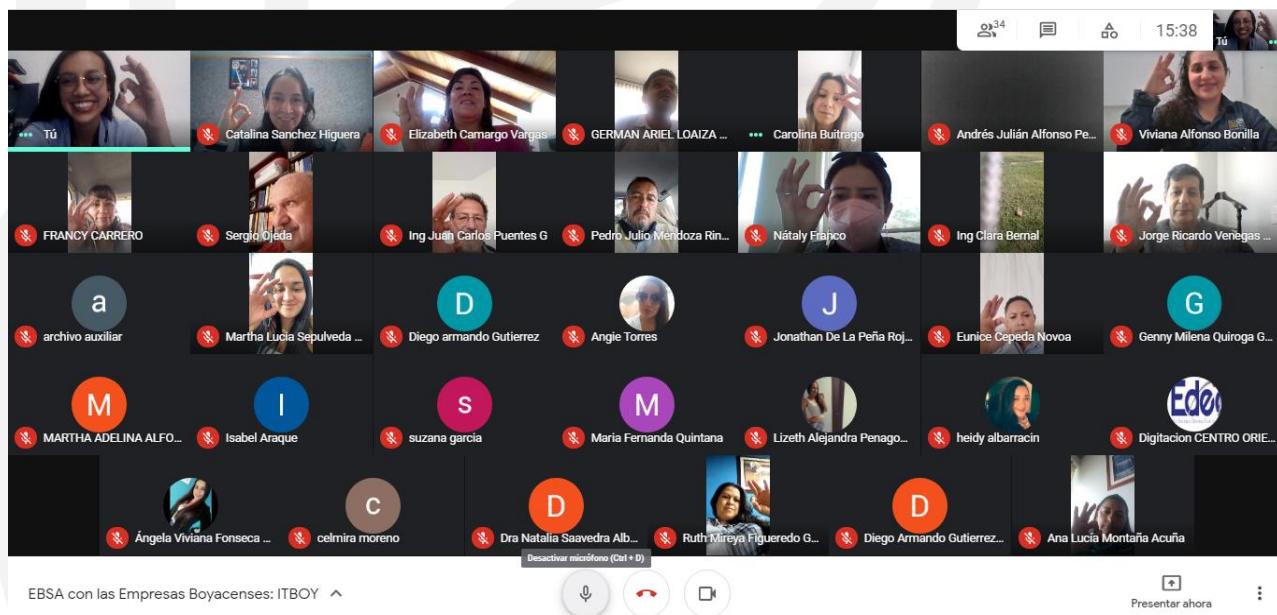 34
15:38
Tú
Tú
Catalina Sanchez Higuera
Elizabeth Camargo Vargas
GERMAN ARIEL LOAIZA ...
Carolina Buitrago
Andrés Julián Alfonso Pe...
Viviana Alfonso Bonilla
FRANCY CARRERO
Sergio Ojeda
Ing Juan Carlos Puentes G
Pedro Julio Mendoza Rin...
Nátaly Franco
Ing Clara Bernal
Jorge Ricardo Venegas ...
a
archivo auxiliar
Martha Lucia Sepulveda ...
D
Diego armando Gutierrez
Angie Torres
J
Jonathan De La Peña Roj...
Eunice Cepeda Novoa
G
Genny Milena Quiroga G...
M
MARTHA ADELINA ALFO...
I
Isabel Araque
s
suzana garcia
M
Maria Fernanda Quintana
Lizeth Alejandra Penago...
heidy albarracin
Edeo
Digitacion CENTRO ORIE...
Ángela Viviana Fonseca ...
c
celmira moreno
D
Dra Natalia Saavedra Alb...
Ruth Mireya Figueredo G...
D
Diego Armando Gutierrez...
Ana Lucía Montaña Acuña
Desactivar micrófono (Ctrl + D)
EBSA con las Empresas Boyacenses: ITBOY
Presentar ahora